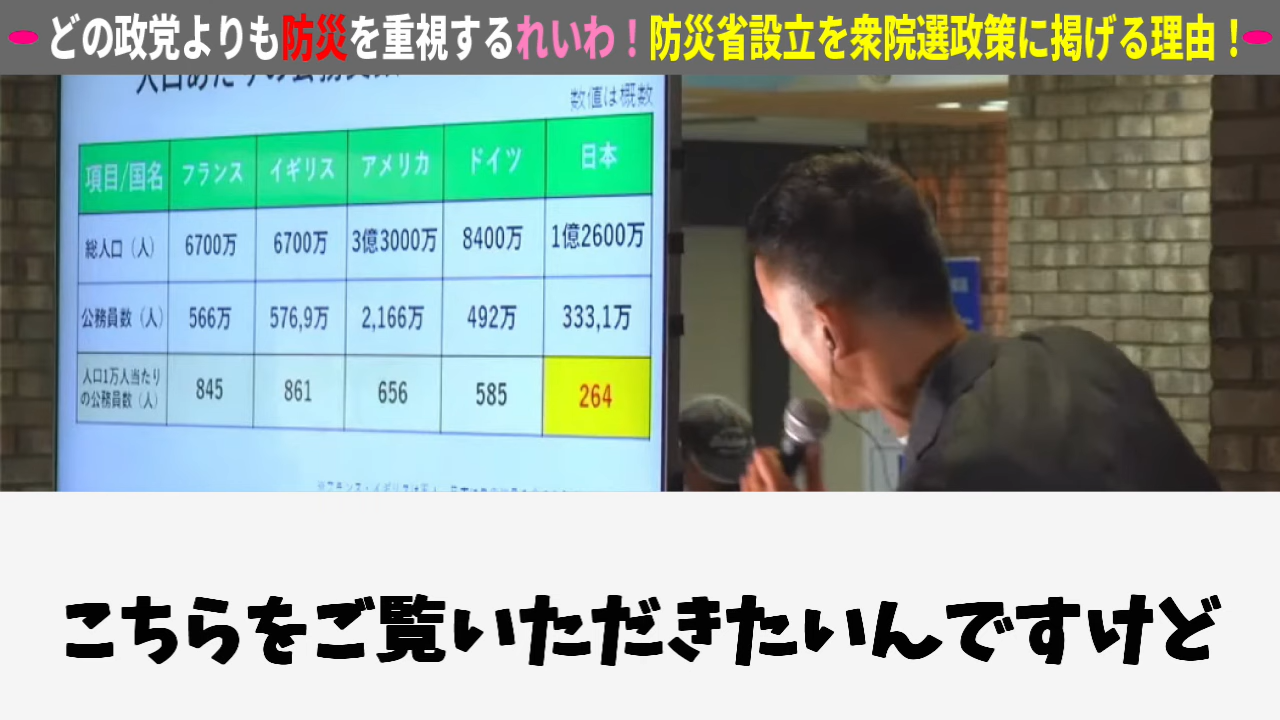 どの政党よりも防災を重視するれいわ！防災省設立を衆院選政策に掲げる理由！
数値は概数
項目/国名 フランス イギリス アメリカ ドイツ 日本
総人口（人） 6700万 6700万 3億3000万 8400万 1億2600万
公務員数（人） 566万 576,9万 2,166万 492万 333,1万
人口1万人当たり
の公務員数（人） 845 861 656 585 264
こちらをご覧いただきたいんですけど